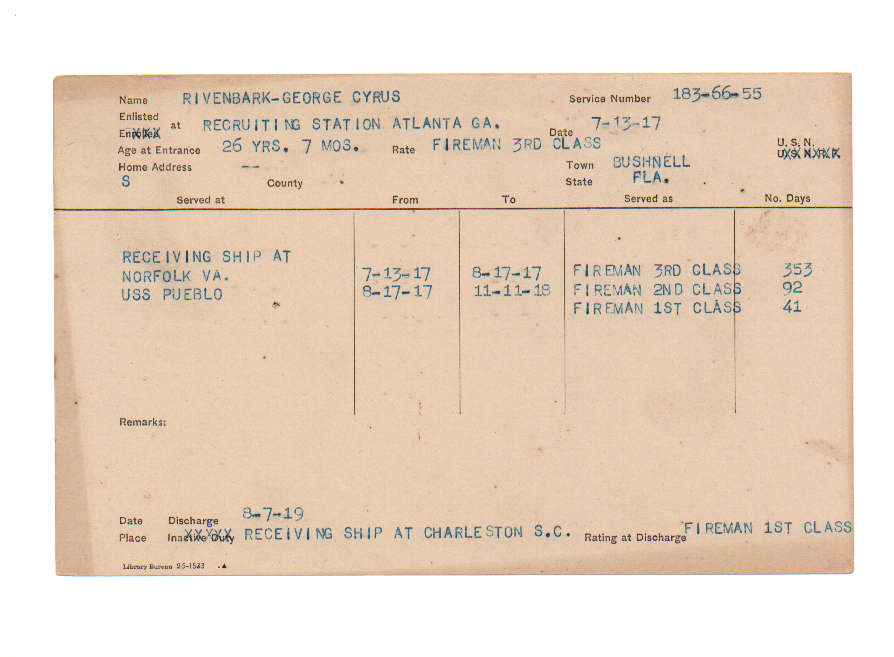 Name RIVENBARK-GEORGE CYRUS Service Number 183-66-55
Enlisted
Enrolled at RECRUITING STATION ATLANTA GA. Date 7-13-17
Age at Entrance 26 YRS. 7 MOS. Rate FIREMAN 3RD CLASS U. S. N.
U. S. N. R. F.
Home Address -- Town BUSHNELL
S County State FLA.
Served at From To Served as No. Days
RECEIVING SHIP AT
NORFOLK VA. 7-13-17 8-17-17 FIREMAN 3RD CLASS 353
USS PUEBLO 8-17-17 11-11-18 FIREMAN 2ND CLASS 92
FIREMAN 1ST CLASS 41
Remarks:
Date Discharge 8-7-19
Place Inactive Duty RECEIVING SHIP AT CHARLESTON S.C. Rating at Discharge FIREMAN 1ST CLASS
Library Bureau 26-1523